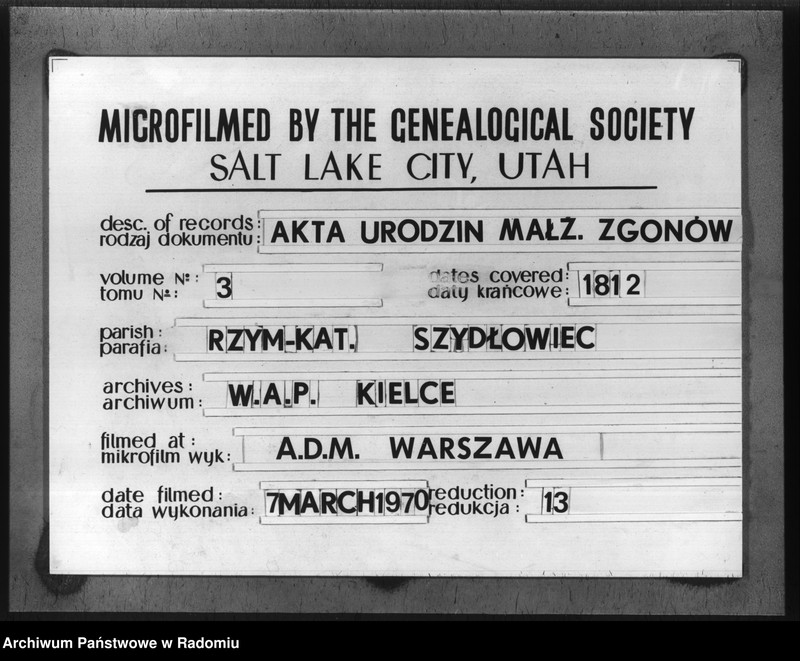 MICROFILMED BY THE GENEALOGICAL SOCIETY
SALT LAKE CITY, UTAH
desc. of records:
rodzaj dokumentu:
AKTA URODZIN MAŁŻ. ZGONÓW
volume No:
tomu No:
3
dates covered:
daty krańcowe:
1812
parish:
parafia:
RZYM-KAT. SZYDŁOWIEC
archives:
archiwum:
W.A.P. KIELCE
filmed at:
mikrofilm wyk:
A.D.M. WARSZAWA
date filmed:
data wykonania:
7MARCH1970
reduction:
redukcja:
13
Archiwum Państwowe w Radomiu